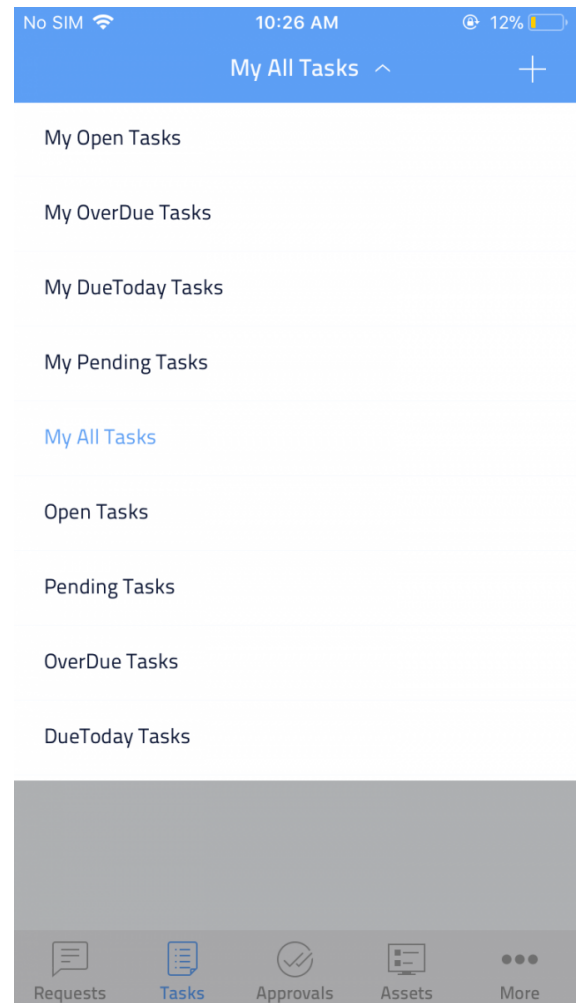 No SIM 10:26 AM 12%
My All Tasks
My Open Tasks
My OverDue Tasks
My DueToday Tasks
My Pending Tasks
My All Tasks
Open Tasks
Pending Tasks
OverDue Tasks
DueToday Tasks
Requests Tasks Approvals Assets More